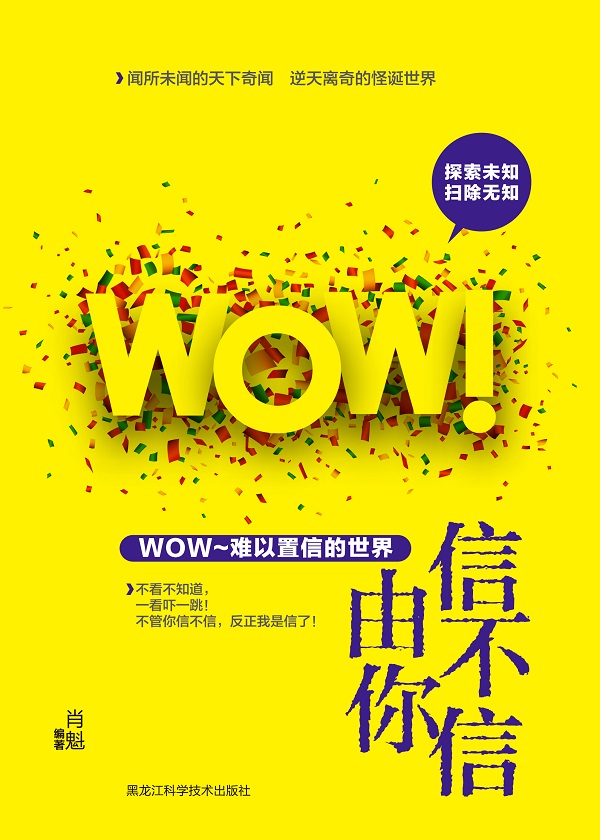 闻所未闻的天下奇闻 逆天离奇的怪诞世界
探索未知
扫除无知
WOW!
WOW~难以置信的世界
信不信
由你
不看不知道，
一看吓一跳！
不管你信不信，反正我是信了！
肖魁
编著
黑龙江科学技术出版社